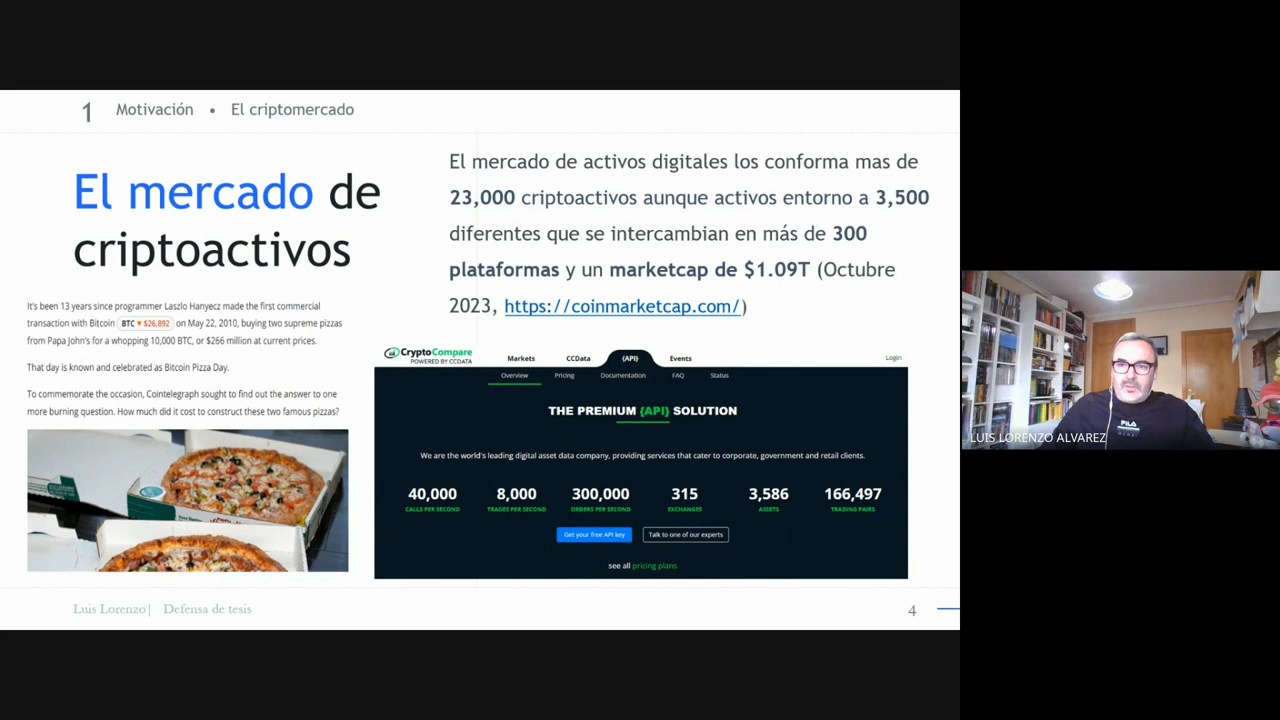 1 Motivación • El criptomercado
El mercado de
criptoactivos
It's been 13 years since programmer Laszlo Hanyecz made the first commercial
transaction with Bitcoin BTC ▼ $26,892 on May 22, 2010, buying two supreme pizzas
from Papa John's for a whopping 10,000 BTC, or $266 million at current prices.
That day is known and celebrated as Bitcoin Pizza Day.
To commemorate the occasion, Cointelegraph sought to find out the answer to one
more burning question. How much did it cost to construct these two famous pizzas?
El mercado de activos digitales los conforma mas de
23,000 criptoactivos aunque activos entorno a 3,500
diferentes que se intercambian en más de 300
plataformas y un marketcap de $1.09T (Octubre
2023, https://coinmarketcap.com/)
CryptoCompare
POWERED BY CCDATA
Markets CCData {API} Events Login
Overview Pricing Documentation FAQ Status
THE PREMIUM {API} SOLUTION
We are the world's leading digital asset data company, providing services that cater to corporate, government and retail clients.
40,000 8,000 300,000 315 3,586 166,497
CALLS PER SECOND TRADES PER SECOND ORDERS PER SECOND EXCHANGES ASSETS TRADING PAIRS
Get your free API key Talk to one of our experts
see all pricing plans
Luis Lorenzo| Defensa de tesis 4
FILA
LUIS LORENZO ALVAREZ